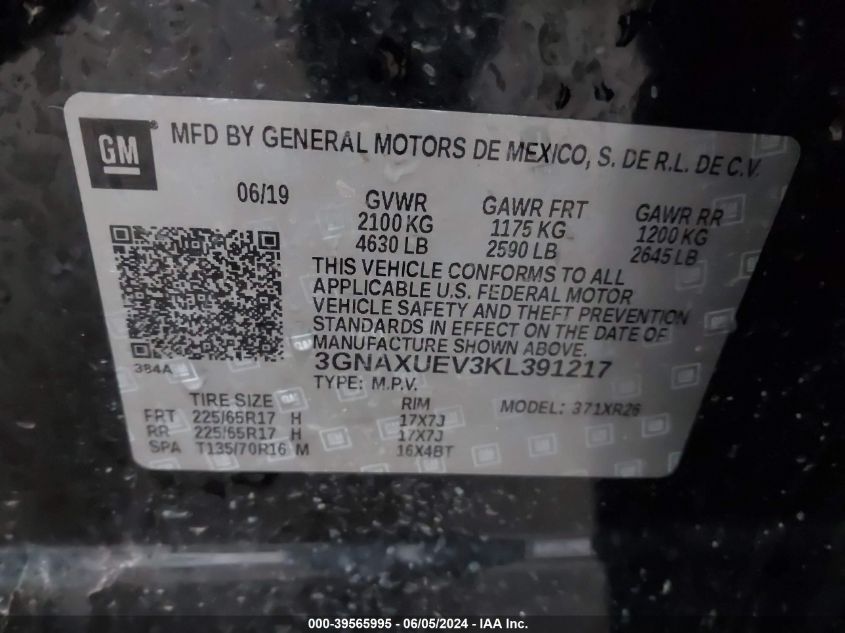 GM ® MFD BY GENERAL MOTORS DE MEXICO, S. DE R.L. DE C.V.
06/19 GVWR GAWR FRT GAWR RR
2100 KG 1175 KG 1200 KG
4630 LB 2590 LB 2645 LB
THIS VEHICLE CONFORMS TO ALL
APPLICABLE U.S. FEDERAL MOTOR
VEHICLE SAFETY AND THEFT PREVENTION
STANDARDS IN EFFECT ON THE DATE OF
MANUFACTURE SHOWN ABOVE.
384A 3GNAXUEV3KL391217
TYPE: M.P.V.
TIRE SIZE RIM MODEL: 371XR26
FRT 225/65R17 H 17X7J
RR 225/65R17 H 17X7J
SPA T135/70R16 M 16X4BT
000-39565995 - 06/05/2024 - IAA Inc.